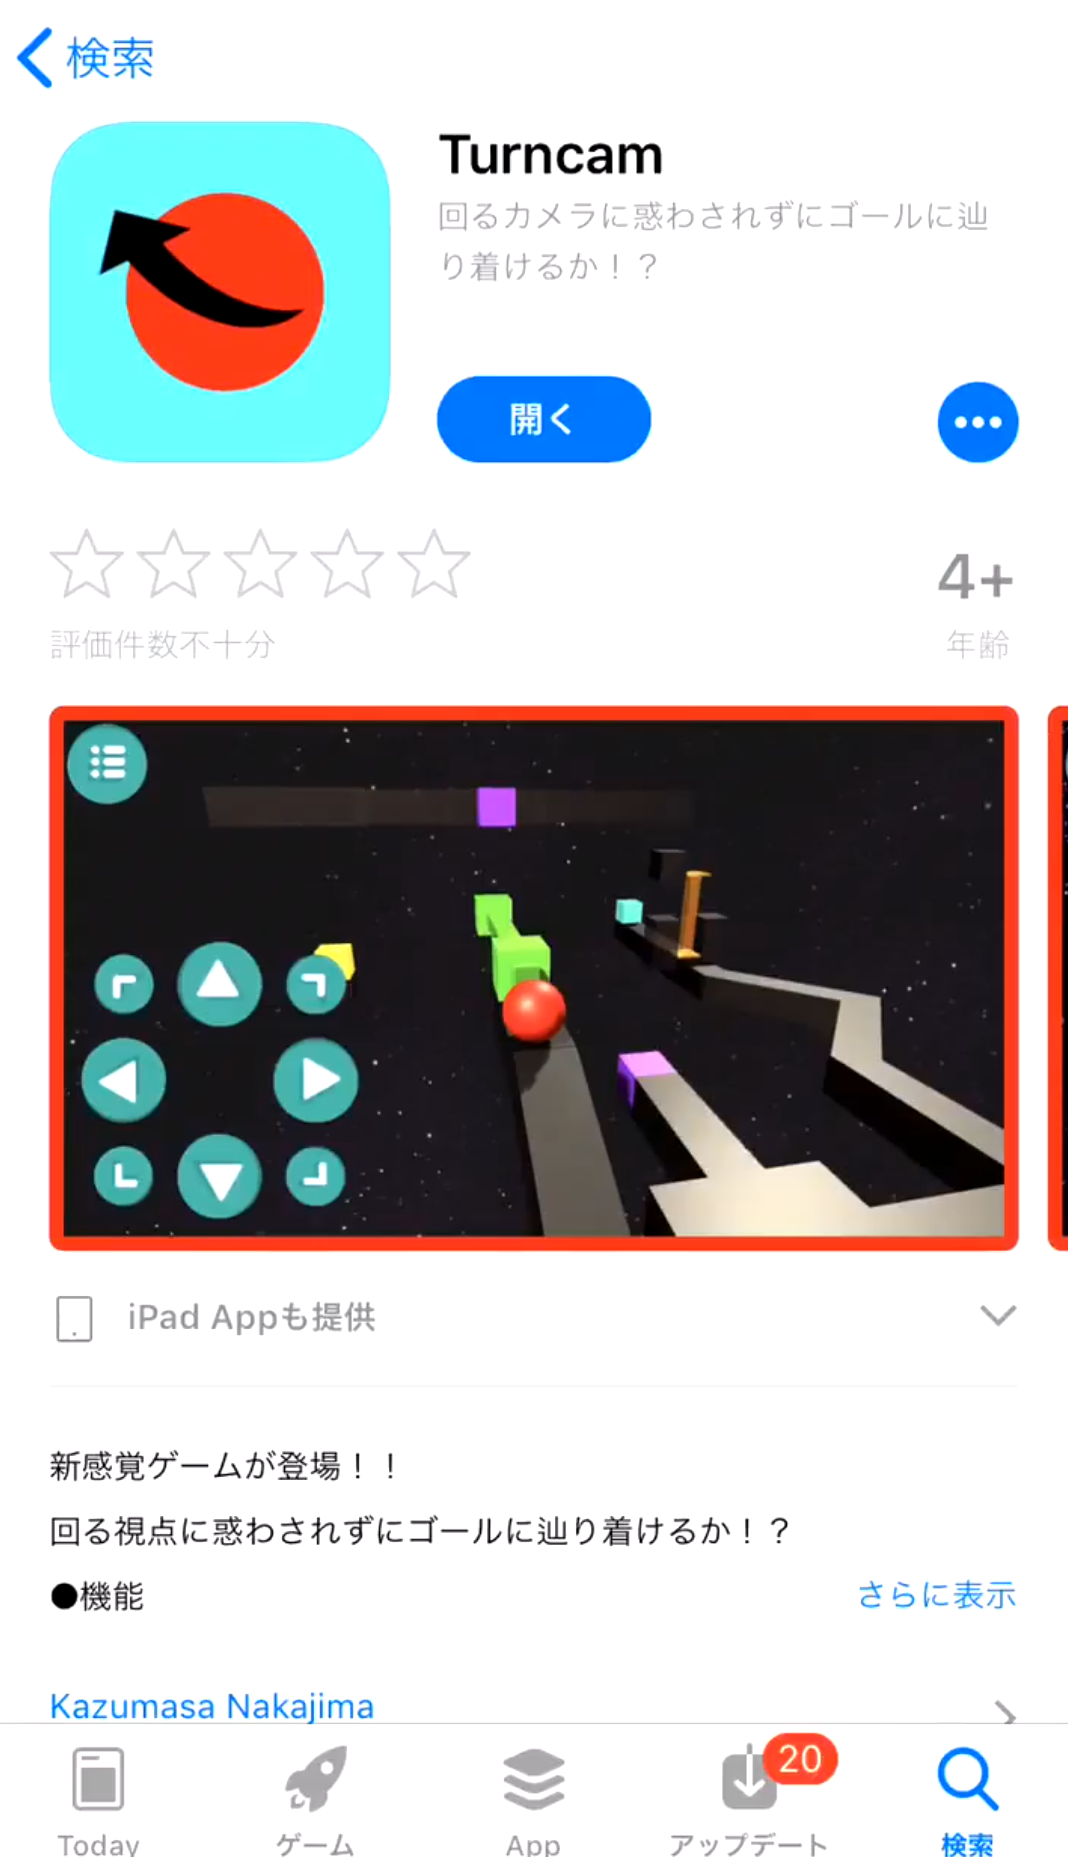 検索
Turncam
回るカメラに惑わされずにゴールに辿
り着けるか！？
開く
4+
評価件数不十分
年齢
iPad Appも提供
新感覚ゲームが登場！！
回る視点に惑わされずにゴールに辿り着けるか！？
●機能
さらに表示
Kazumasa Nakajima
20
Today
ゲーム
App
アップデート
検索